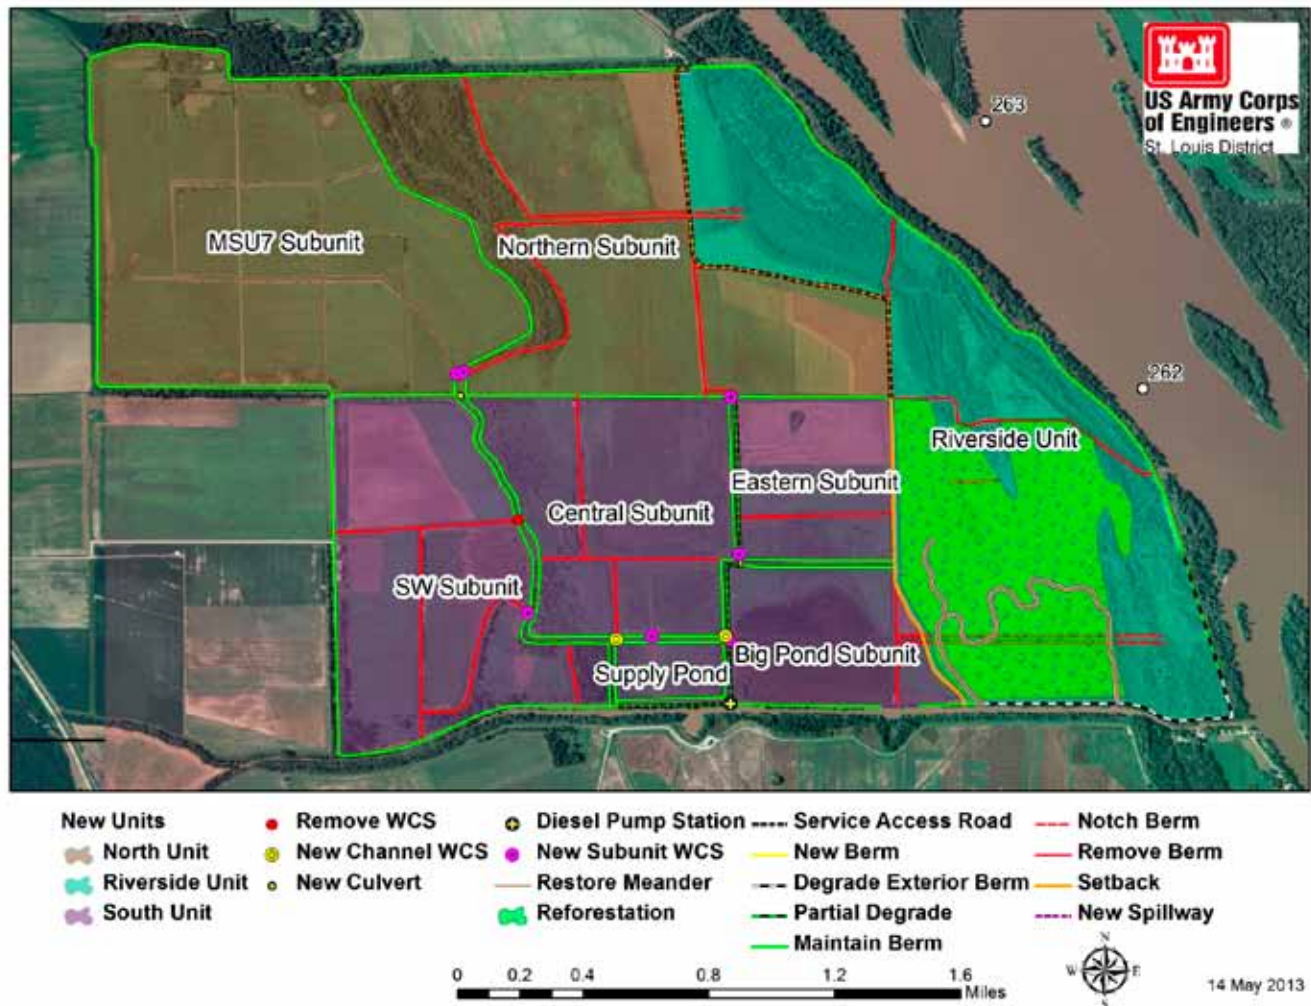 263
US Army Corps
of Engineers ®
St. Louis District
MSU7 Subunit
Northern Subunit
262
Riverside Unit
Eastern Subunit
Central Subunit
SW Subunit
Big Pond Subunit
Supply Pond
New Units
North Unit
Riverside Unit
South Unit
Remove WCS
New Channel WCS
New Culvert
Diesel Pump Station
New Subunit WCS
Restore Meander
Reforestation
Service Access Road
New Berm
Degrade Exterior Berm
Partial Degrade
Maintain Berm
Notch Berm
Remove Berm
Setback
New Spillway
N
W E
S
0 0.2 0.4 0.8 1.2 1.6
Miles
14 May 2013